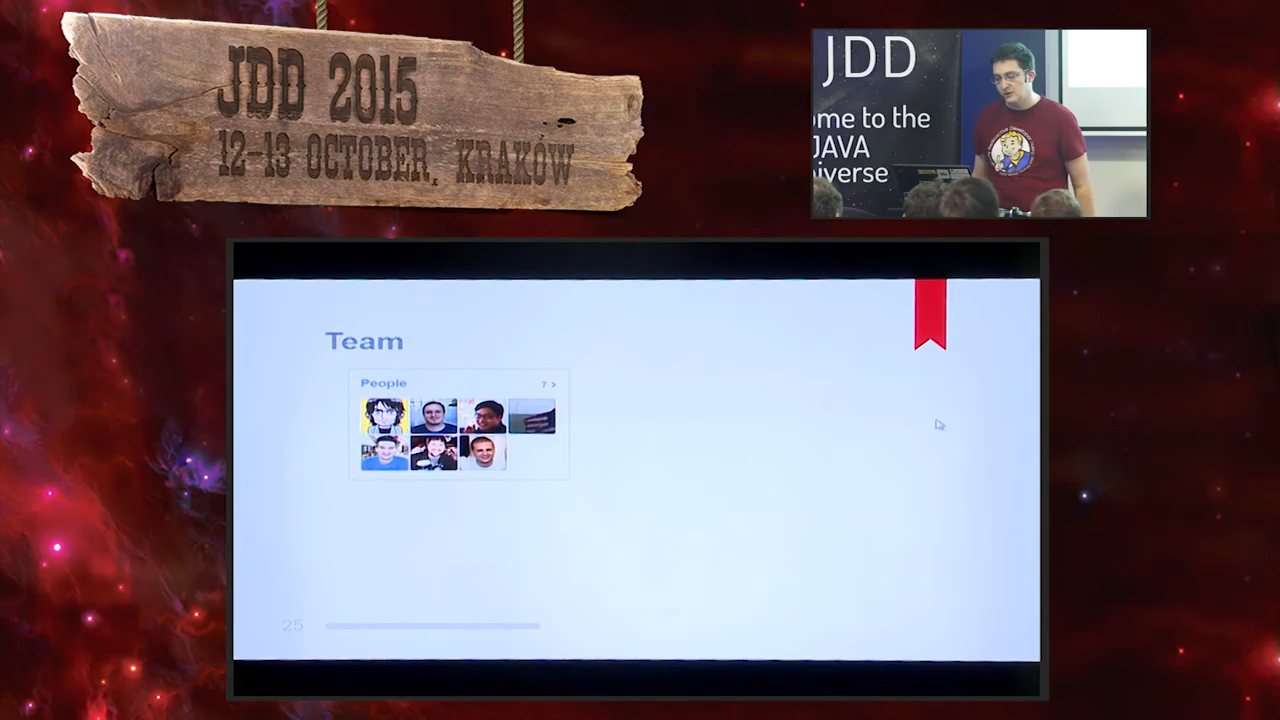 JDD 2015
12-13 OCTOBER, KRAKÓW
JDD
ome to the
JAVA
iverse
Team
People
7 >
25